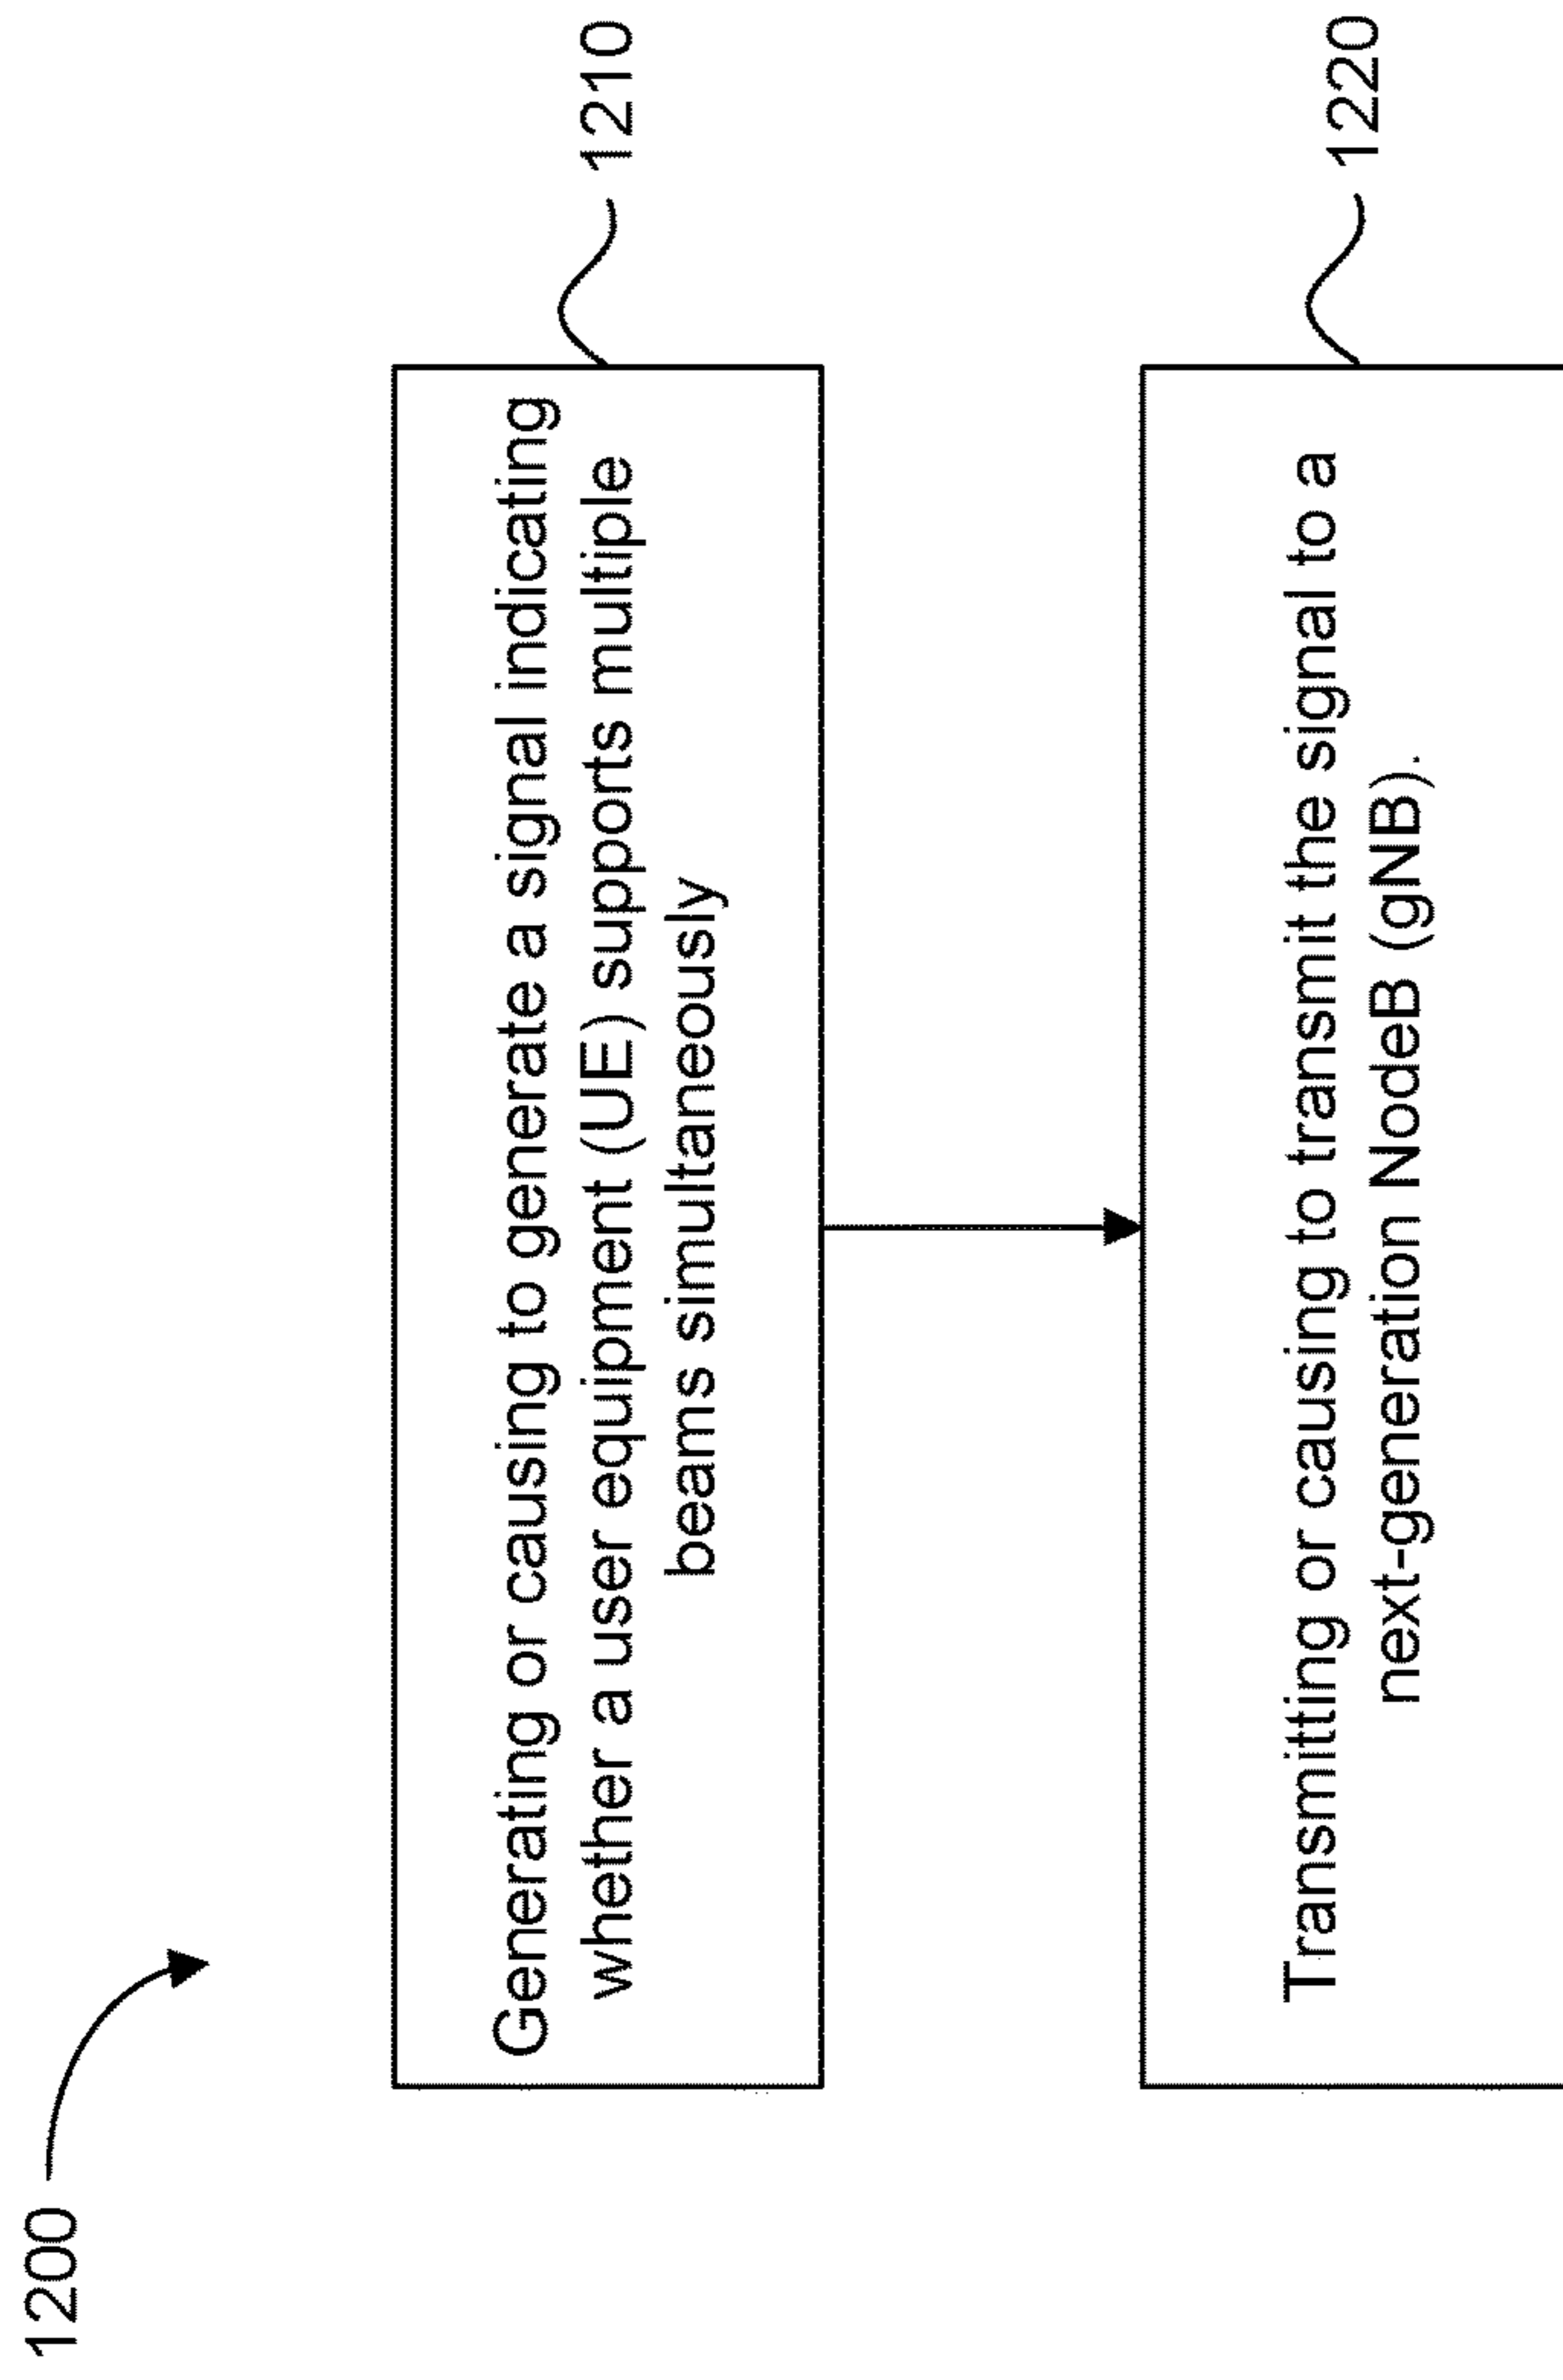 1200
Generating or causing to generate a signal indicating
whether a user equipment (UE) supports multiple
beams simultaneously
1210
Transmitting or causing to transmit the signal to a
next-generation NodeB (gNB).
1220